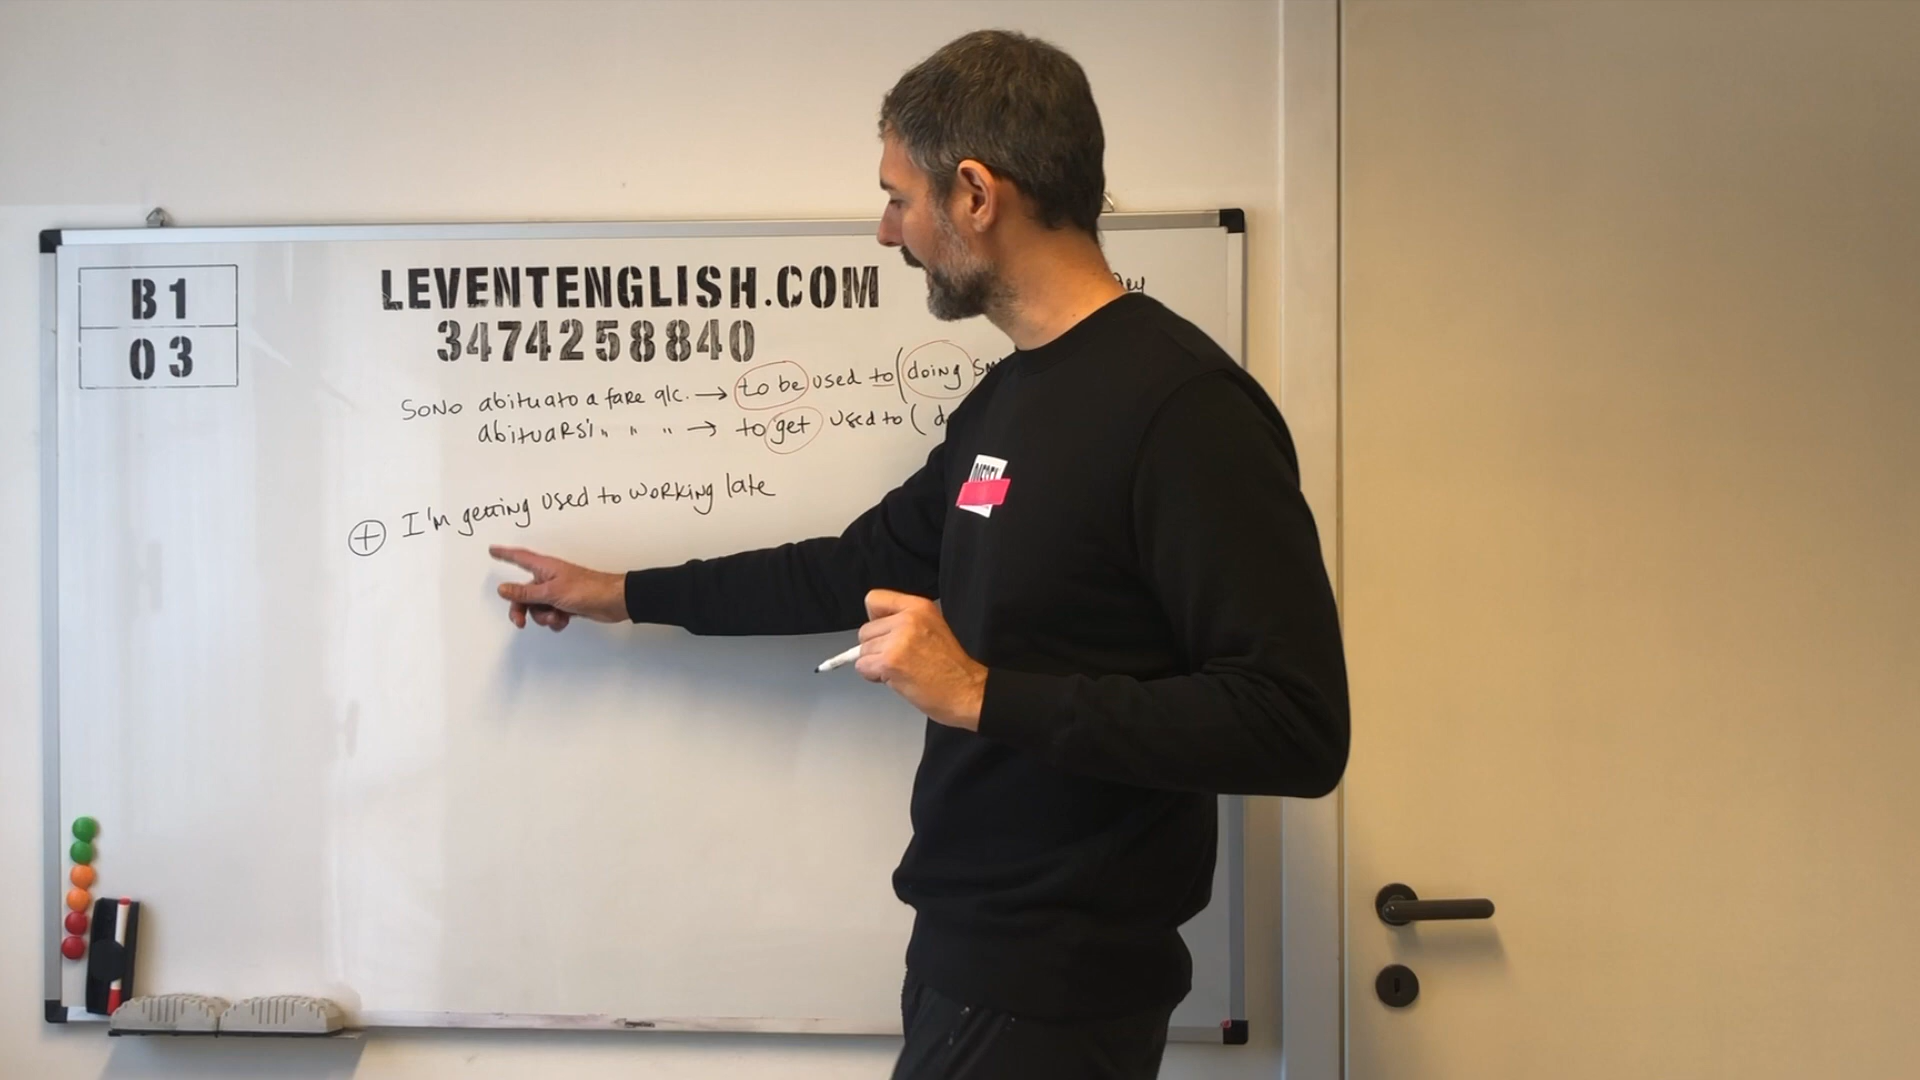 B1
03
LEVENTENGLISH.COM
3474258840
SONO abituato a fare q/c. → to be used to (doing
abituarsi " " " → to get used to (
⊕ I'm getting used to working late
DIESEL